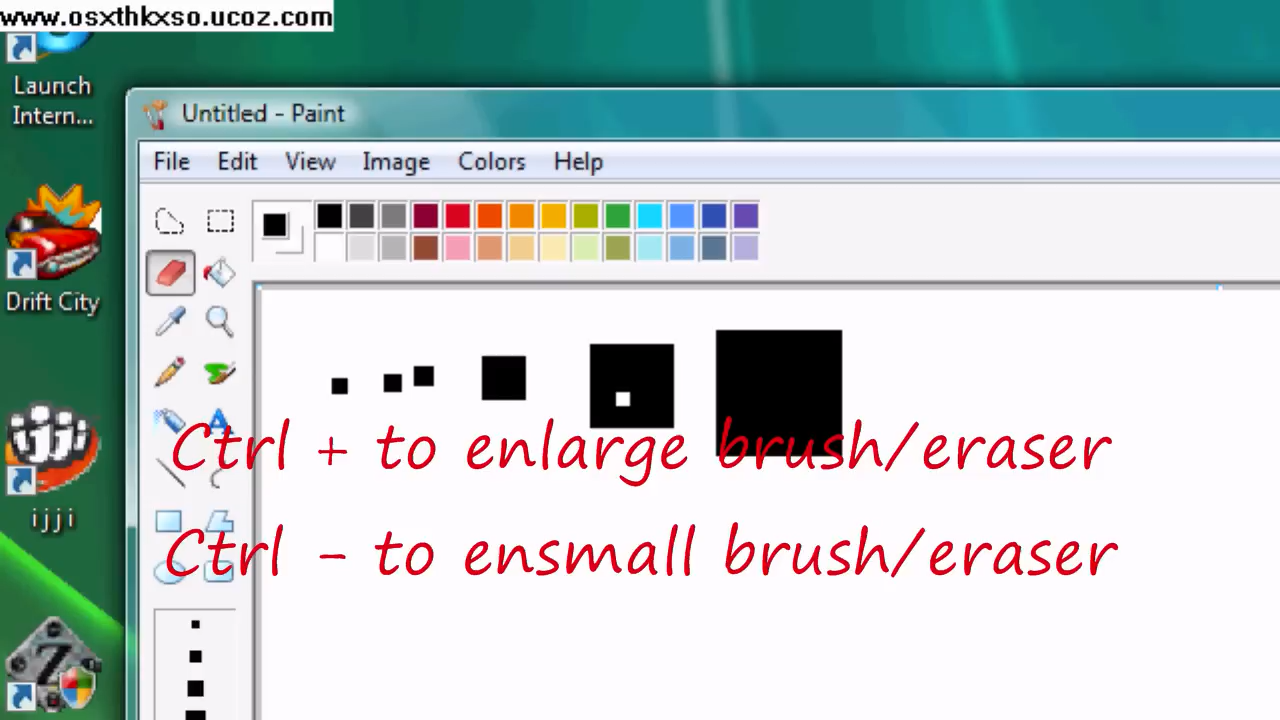 www.osxthkxso.ucoz.com
Launch
Intern...
Untitled - Paint
File Edit View Image Colors Help
Drift City
ijji
ijji
Ctrl + to enlarge brush/eraser
Ctrl - to ensmall brush/eraser